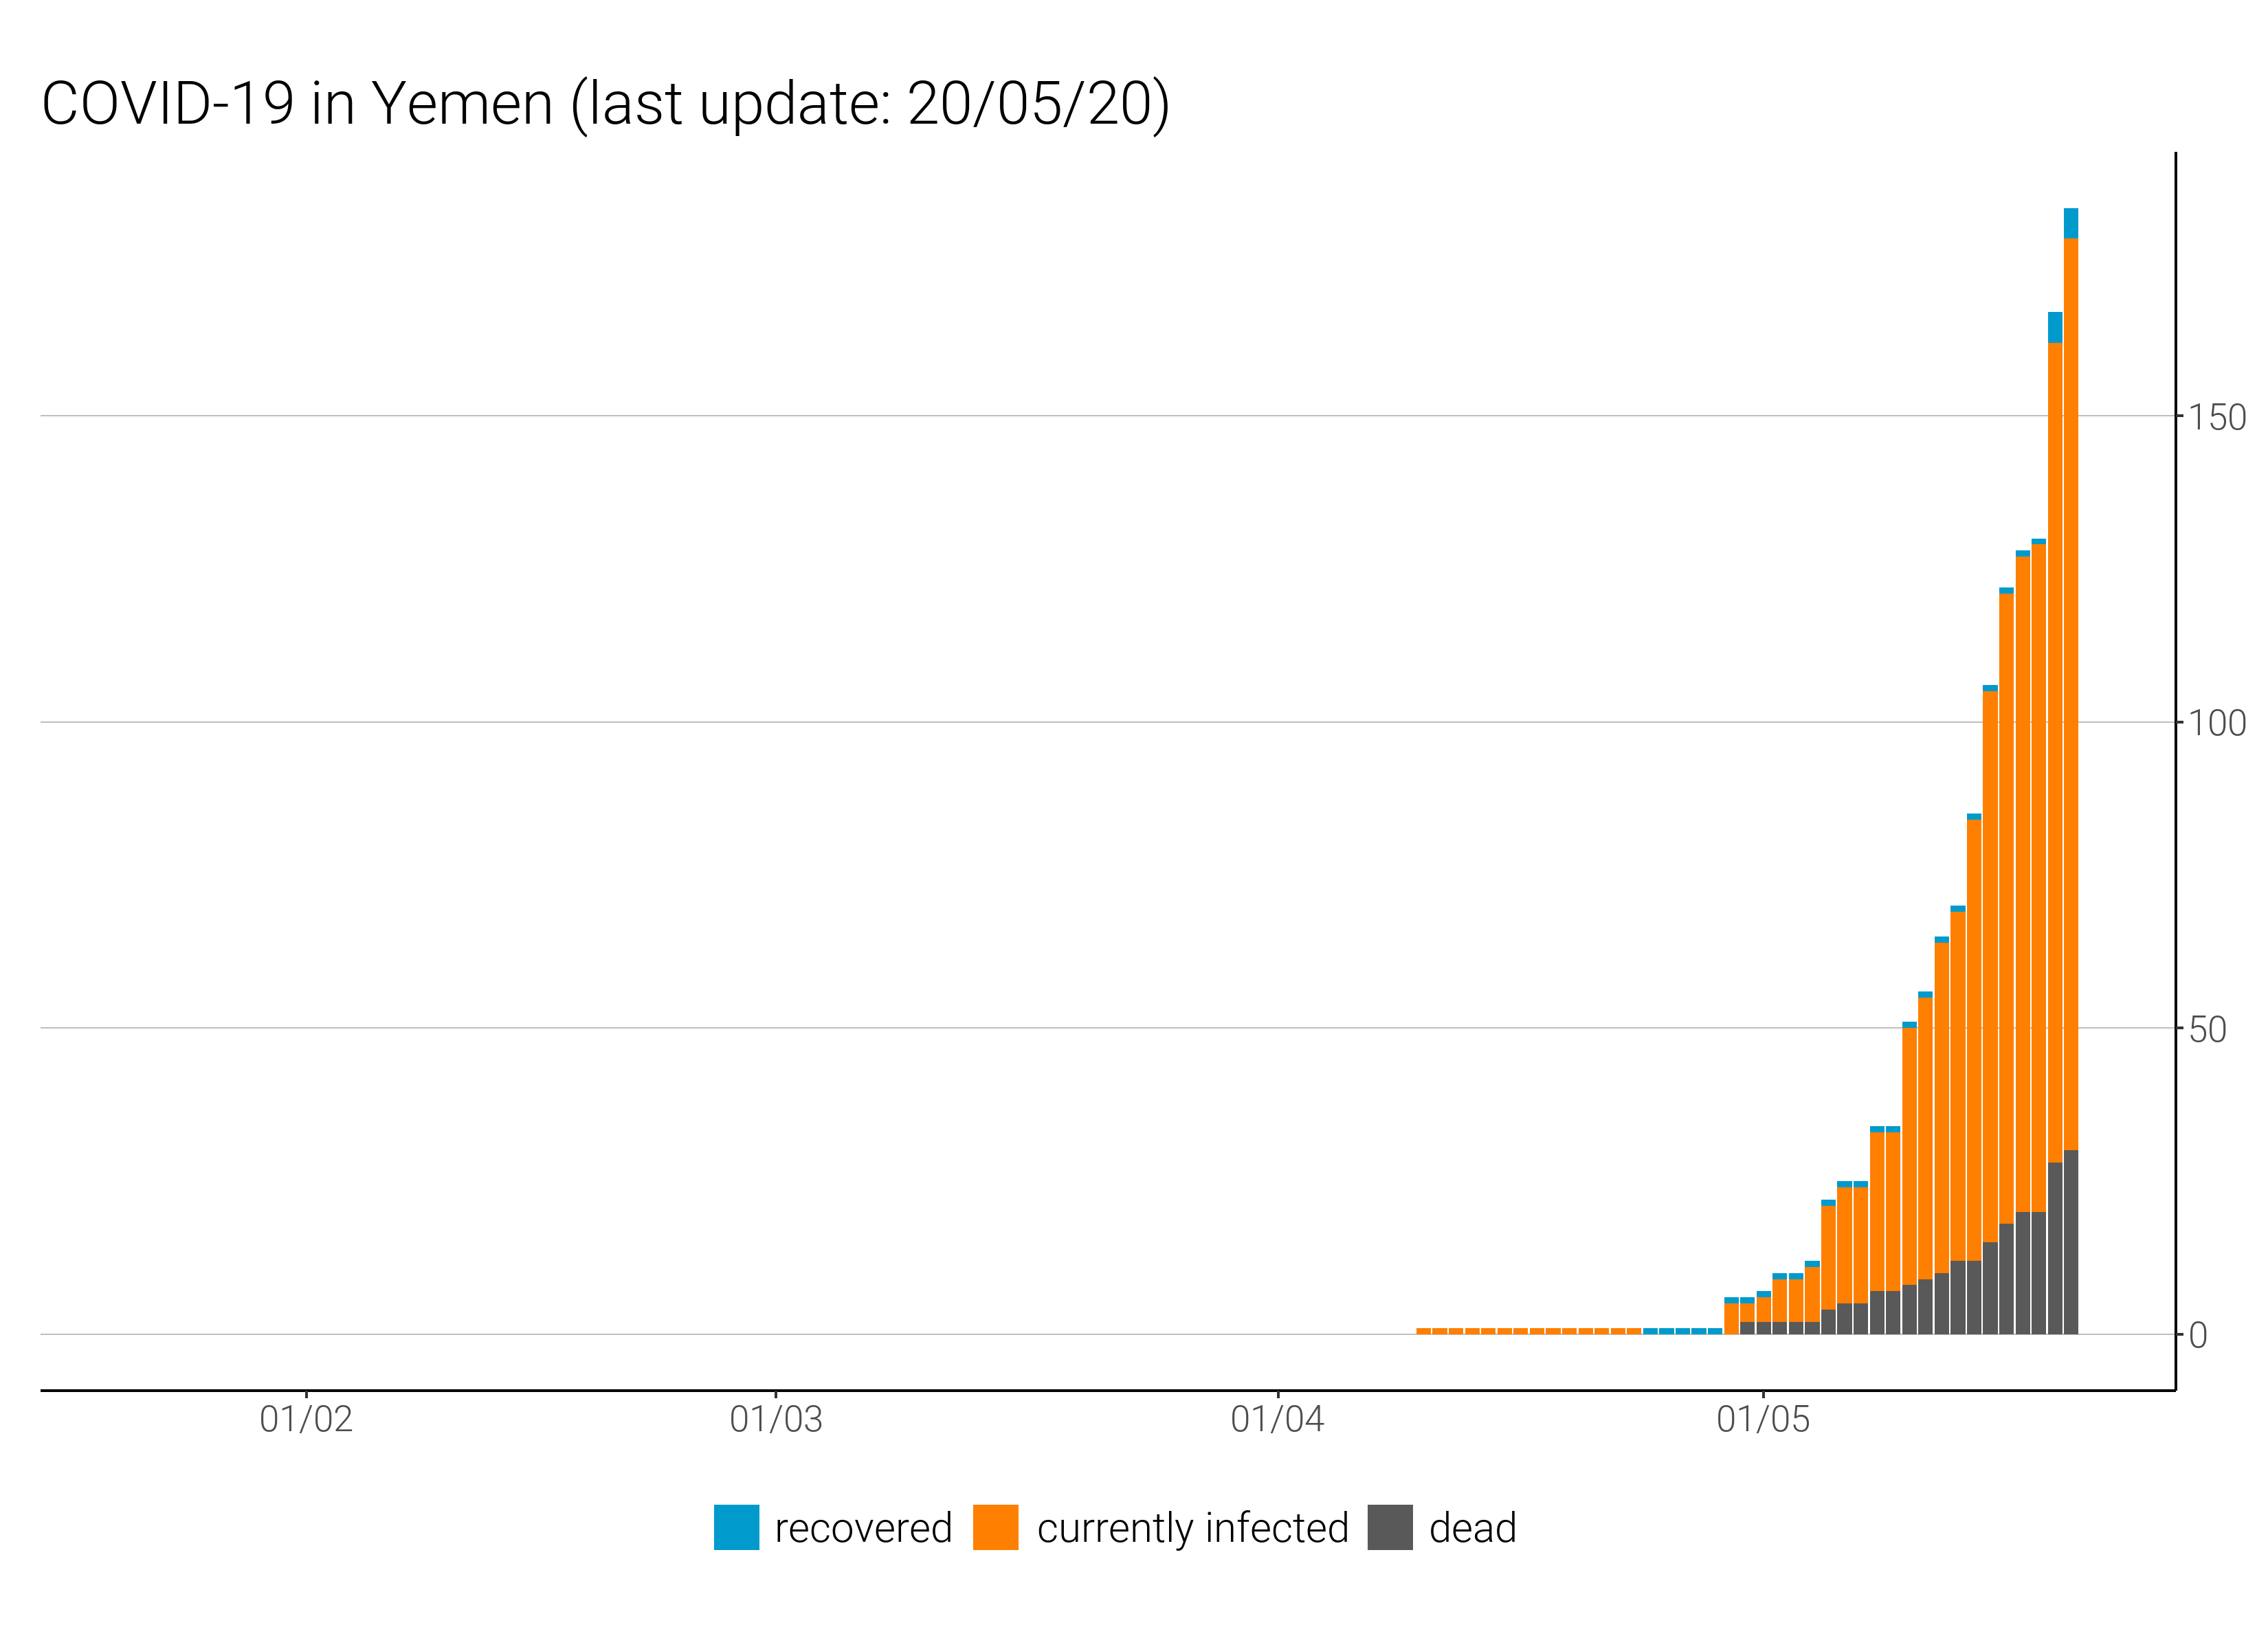 COVID-19 in Yemen (last update: 20/05/20)
150
100
50
0
01/02 01/03 01/04 01/05
recovered currently infected dead